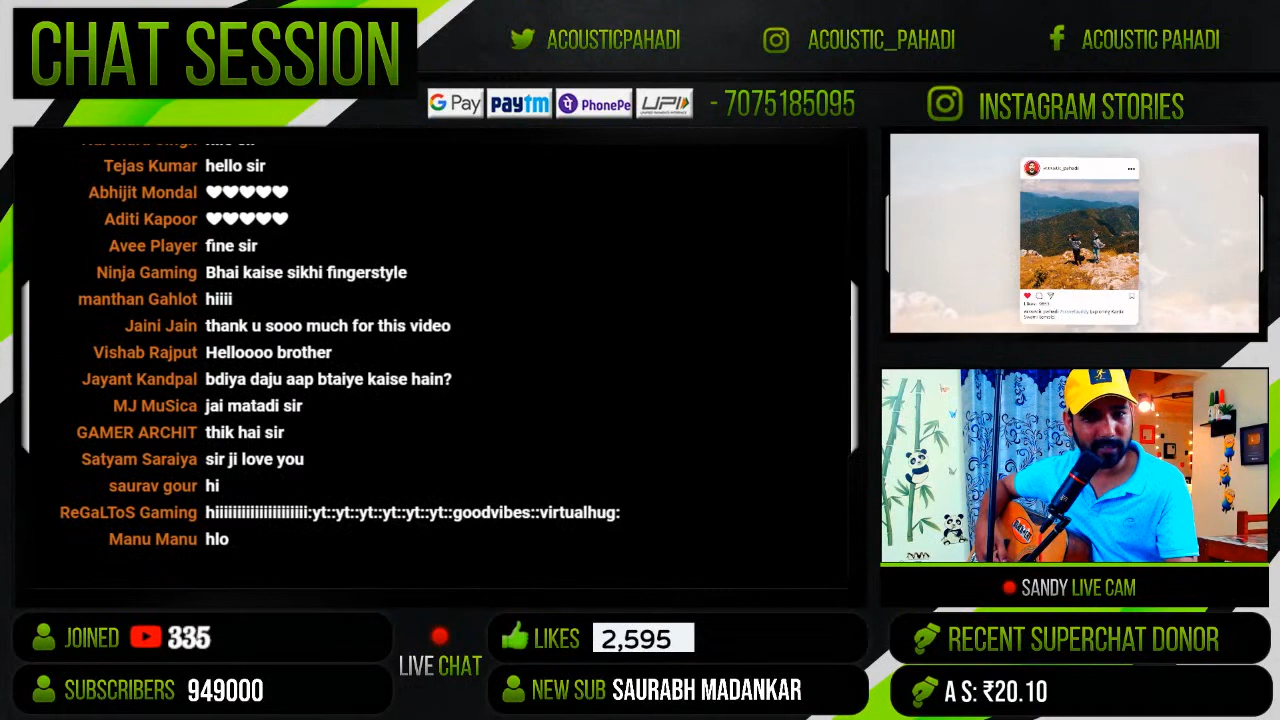 CHAT SESSION
ACOUSTICPAHADI
ACOUSTIC_PAHADI
ACOUSTIC PAHADI
G Pay paytm PhonePe UPI - 7075185095
INSTAGRAM STORIES
Tejas Kumar hello sir
Abhijit Mondal 🤍🤍🤍🤍🤍
Aditi Kapoor 🤍🤍🤍🤍🤍
Avee Player fine sir
Ninja Gaming Bhai kaise sikhi fingerstyle
manthan Gahlot hiiii
Jaini Jain thank u sooo much for this video
Vishab Rajput Helloooo brother
Jayant Kandpal bdiya daju aap btaiye kaise hain?
MJ MuSica jai matadi sir
GAMER ARCHIT thik hai sir
Satyam Saraiya sir ji love you
saurav gour hi
ReGaLToS Gaming hiiiiiiiiiiiiiiiiiiiiii:yt::yt::yt::yt::yt::yt::goodvibes::virtualhug:
Manu Manu hlo
SANDY LIVE CAM
JOINED 335
LIVE CHAT
LIKES 2,595
RECENT SUPERCHAT DONOR
SUBSCRIBERS 949000
NEW SUB SAURABH MADANKAR
A S: ₹20.10